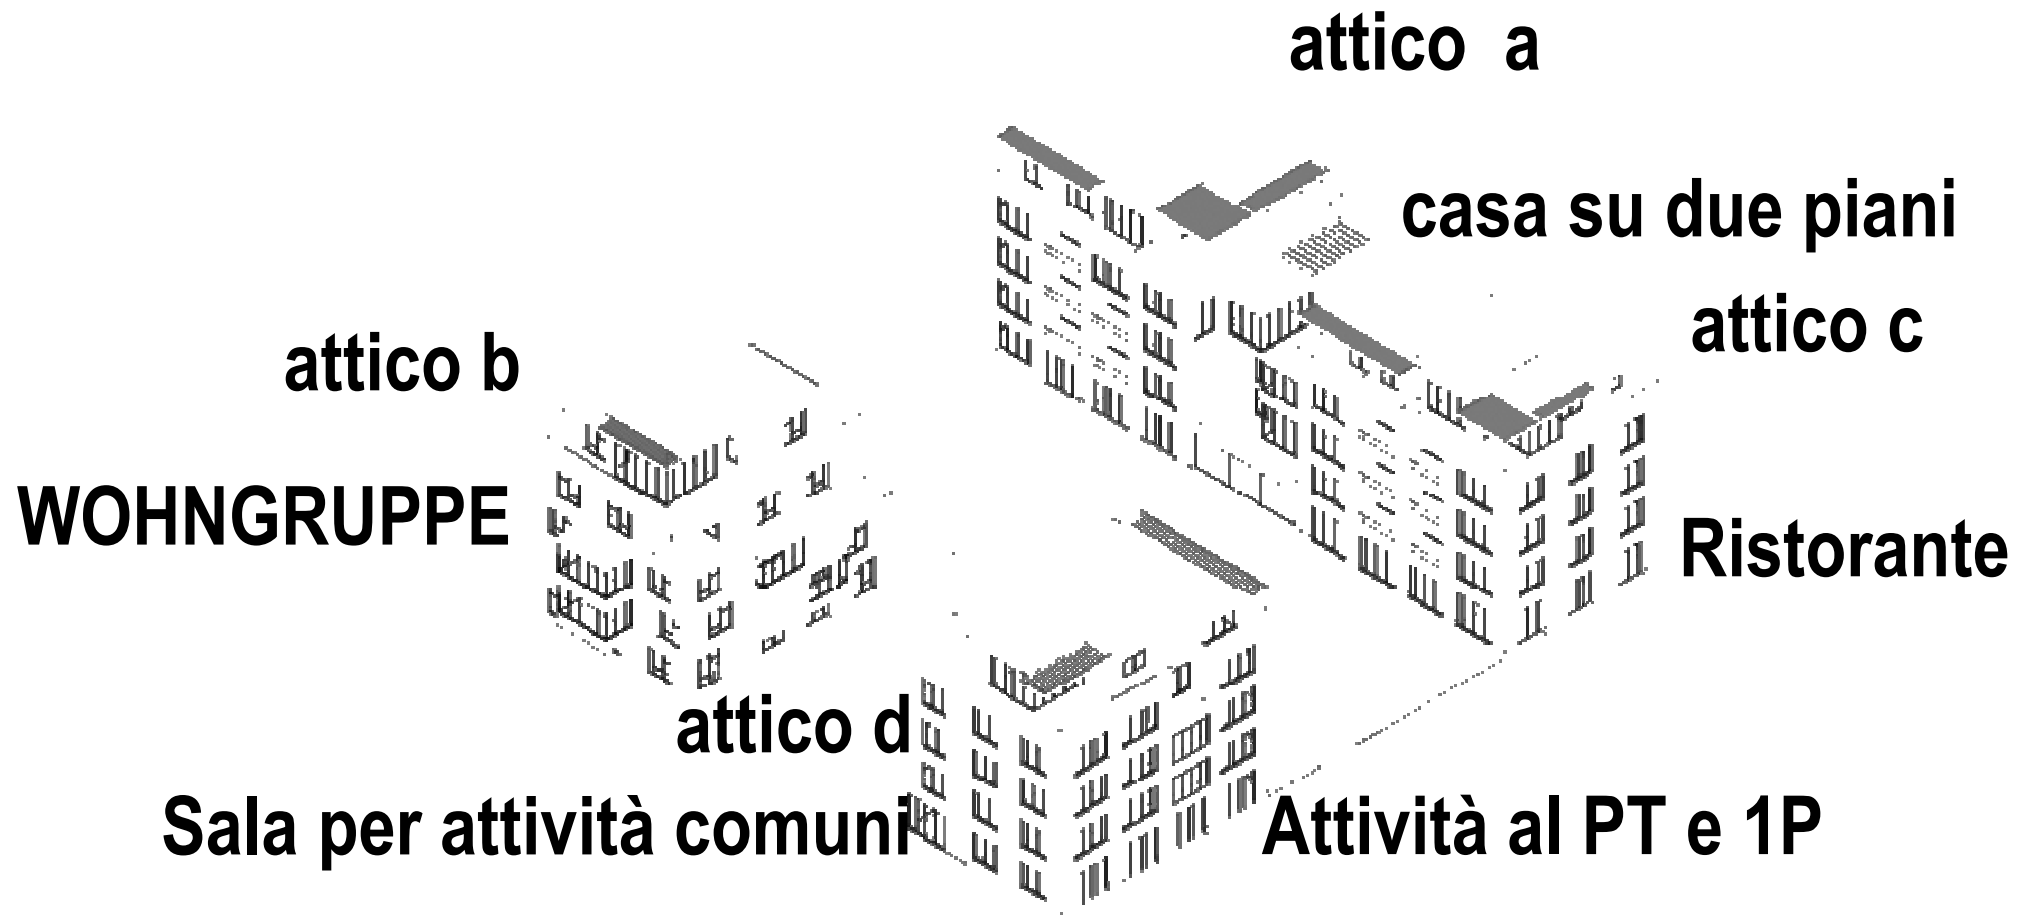 attico a
casa su due piani
attico c
attico b
WOHNGRUPPE
Ristorante
attico d
Sala per attività comuni
Attività al PT e 1P